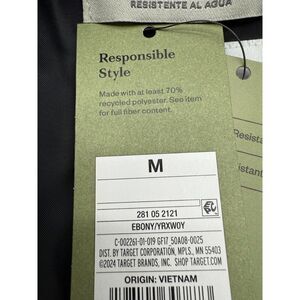 RESISTENTE AL AGUA
Responsible
Style
Made with at least 70%
recycled polyester. See item
for full fiber content.
M
281 05 2121
EBONY/YRXWOY
C-002261-01-019 GF17_50A08-0025
DIST. BY TARGET CORPORATION, MPLS., MN 55403
©2024 TARGET BRANDS, INC. SHOP TARGET.COM
ORIGIN: VIETNAM